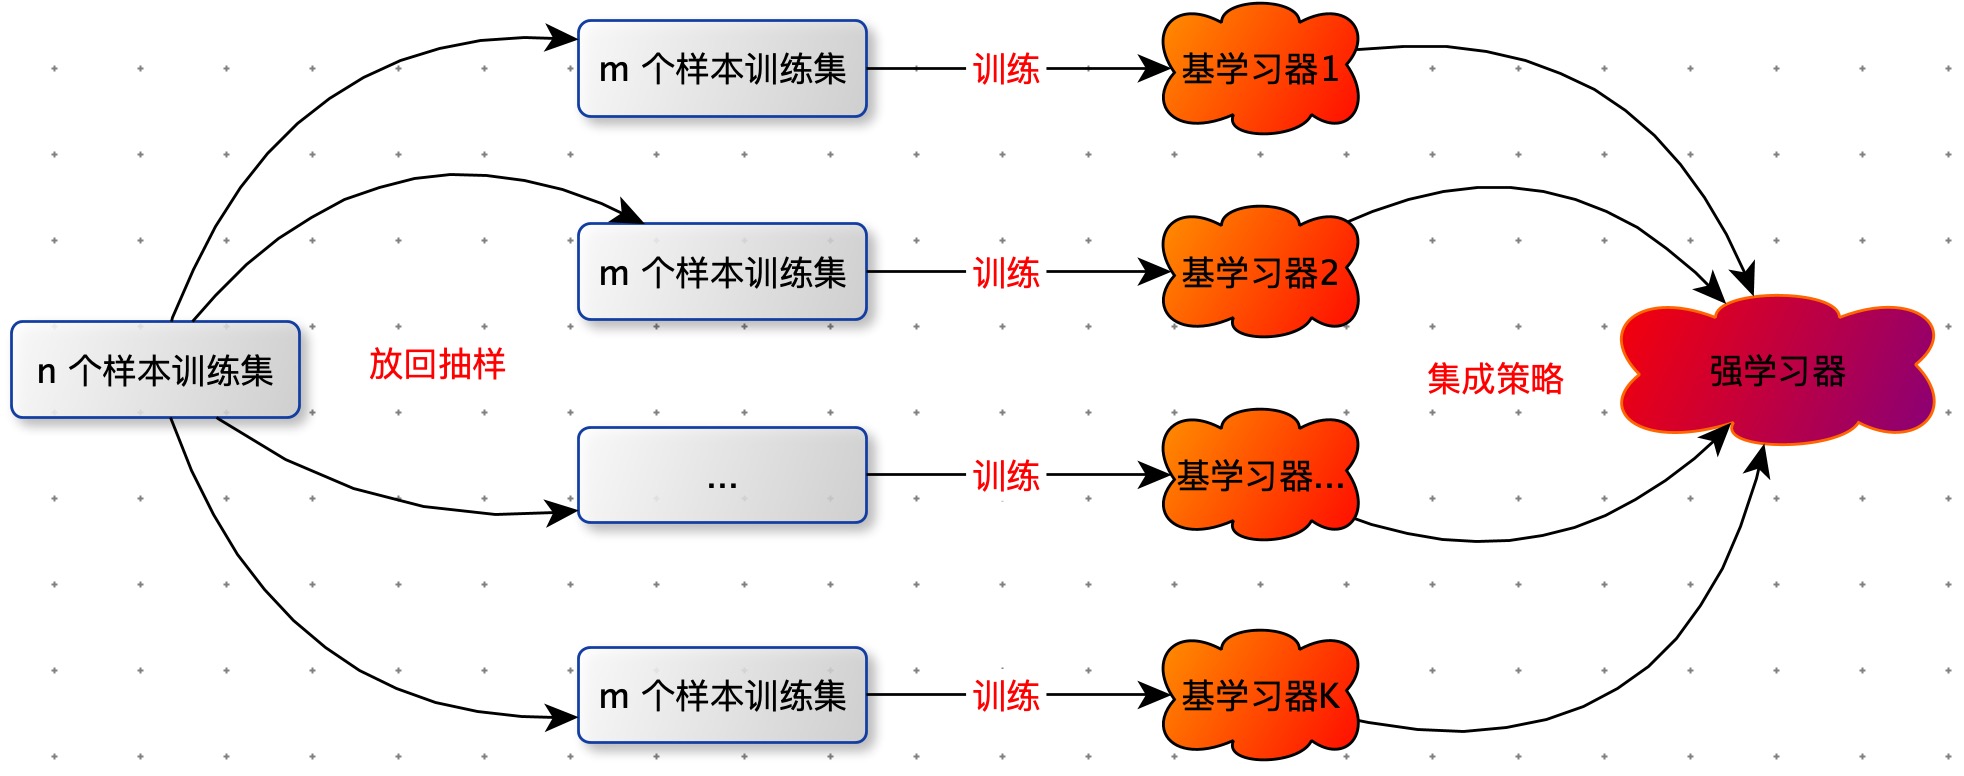 m 个样本训练集
训练
基学习器1
m 个样本训练集
训练
基学习器2
n 个样本训练集
放回抽样
集成策略
强学习器
...
训练
基学习器...
m 个样本训练集
训练
基学习器K